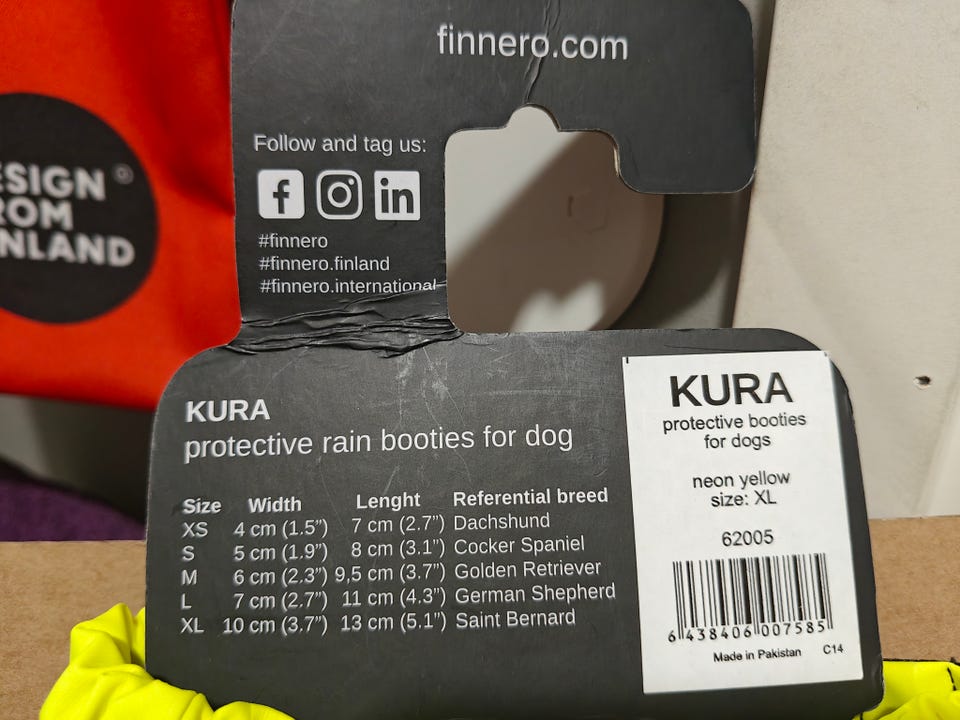 finnero.com
Follow and tag us:
#finnero
#finnero.finland
#finnero.international
ESIGN
ROM
NLAND
KURA
protective rain booties for dog
Size Width Lenght Referential breed
XS 4 cm (1.5”) 7 cm (2.7”) Dachshund
S 5 cm (1.9”) 8 cm (3.1”) Cocker Spaniel
M 6 cm (2.3”) 9,5 cm (3.7”) Golden Retriever
L 7 cm (2.7”) 11 cm (4.3”) German Shepherd
XL 10 cm (3.7”) 13 cm (5.1”) Saint Bernard
KURA
protective booties
for dogs
neon yellow
size: XL
62005
6 438406 007585
Made in Pakistan C14